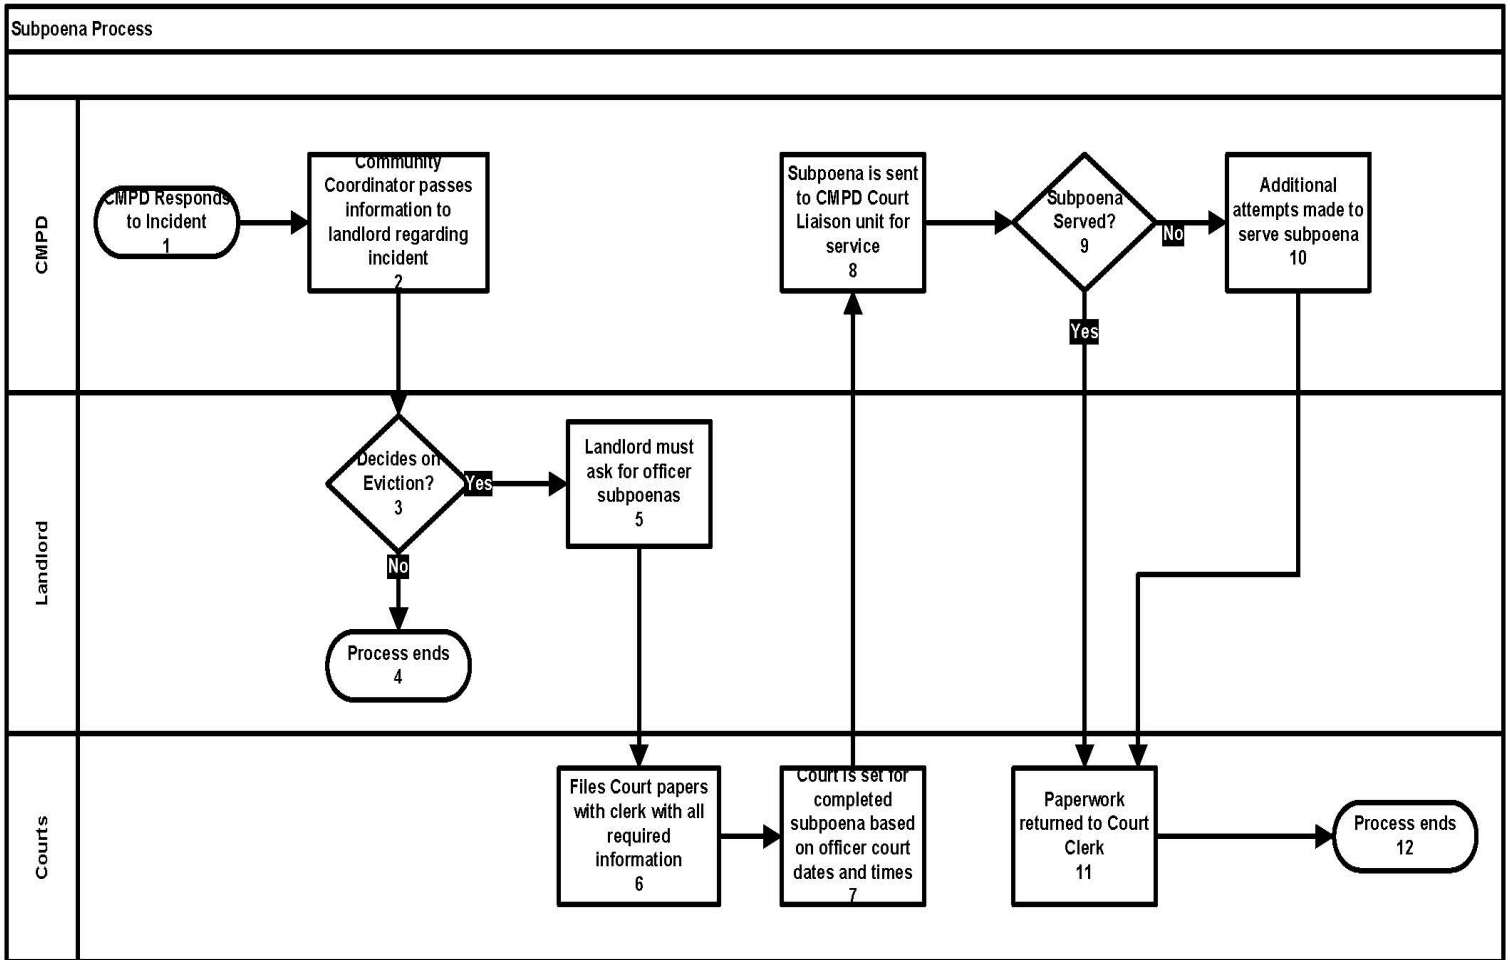 Subpoena Process
CMPD
CMPD Responds
to Incident
1
Community
Coordinator passes
information to
landlord regarding
incident
2
Subpoena is sent
to CMPD Court
Liaison unit for
service
8
Subpoena
Served?
9
No
Yes
Additional
attempts made to
serve subpoena
10
Landlord
Decides on
Eviction?
3
Yes
No
Landlord must
ask for officer
subpoenas
5
Process ends
4
Courts
Files Court papers
with clerk with all
required
information
6
Court is set for
completed
subpoena based
on officer court
dates and times
7
Paperwork
returned to Court
Clerk
11
Process ends
12